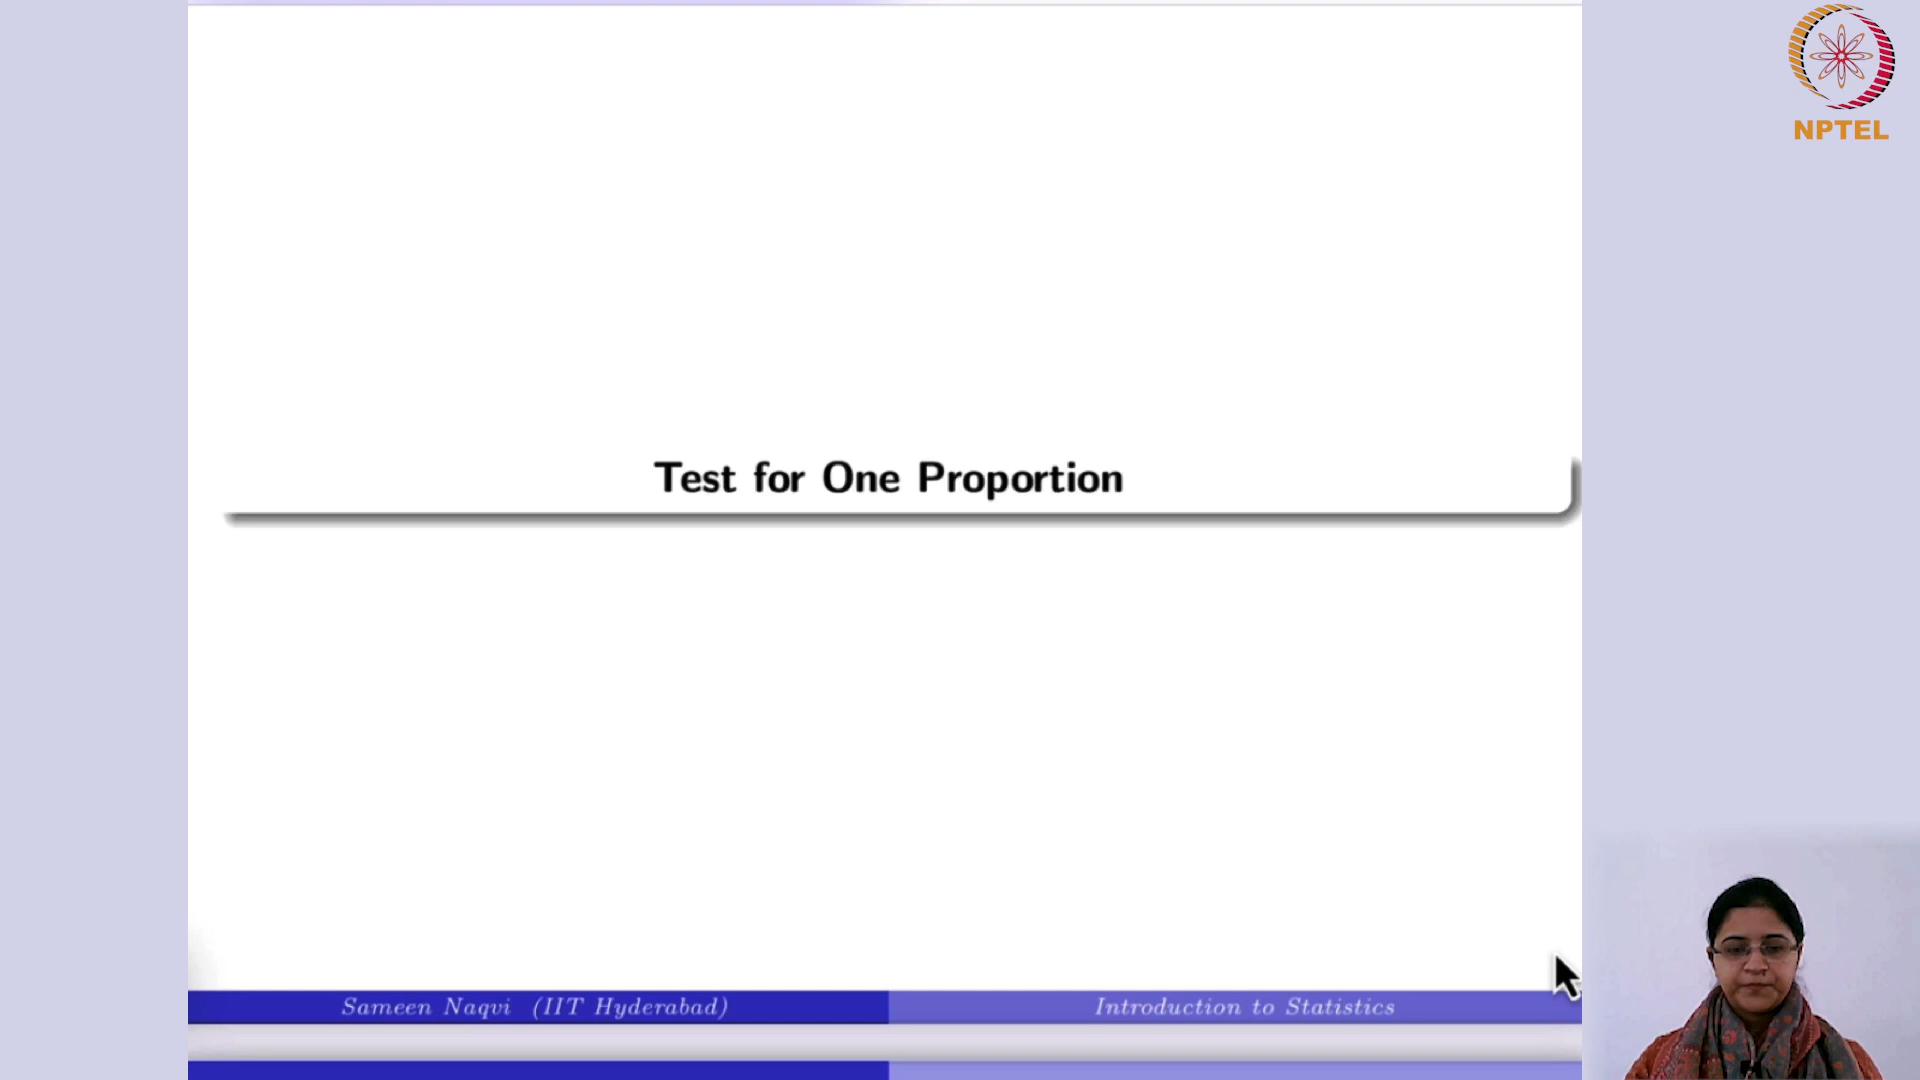 NPTEL
Test for One Proportion
Sameen Naqvi (IIT Hyderabad)
Introduction to Statistics